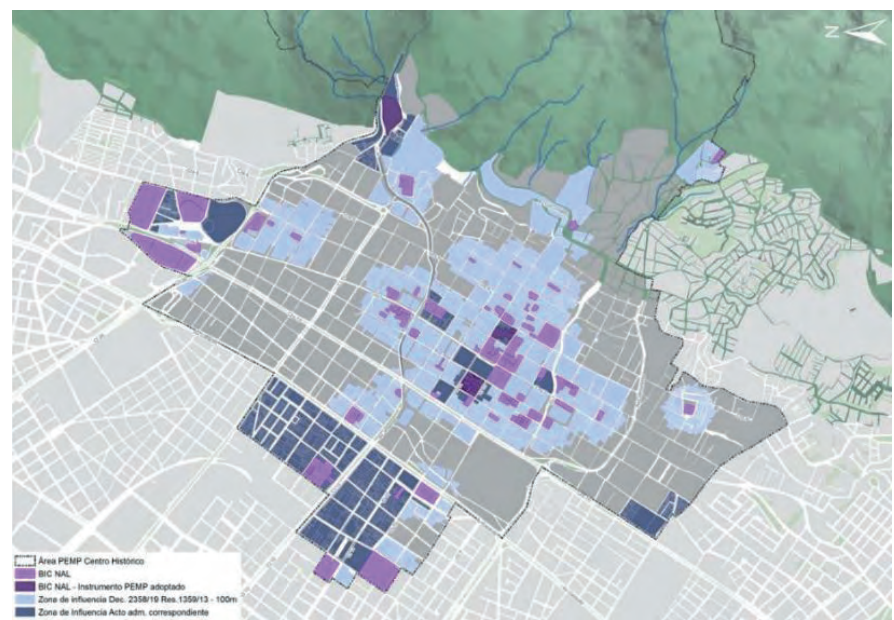 N
Área PEMP Centro Histórico
BIC NAL
BIC NAL - Instrumento PEMP adoptado
Zona de influencia Dec. 2358/19 Res.1359/13 - 100m
Zona de Influencia Acto adm. correspondiente